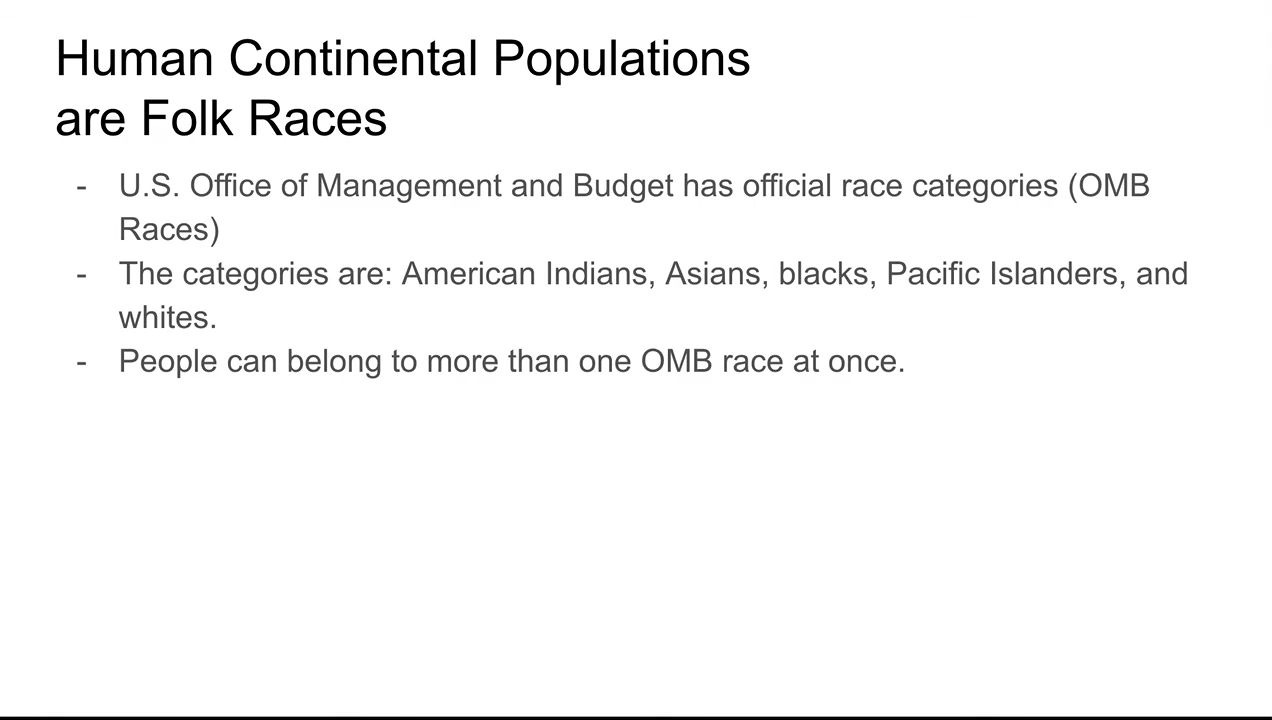 Human Continental Populations
are Folk Races
- U.S. Office of Management and Budget has official race categories (OMB
Races)
- The categories are: American Indians, Asians, blacks, Pacific Islanders, and
whites.
- People can belong to more than one OMB race at once.